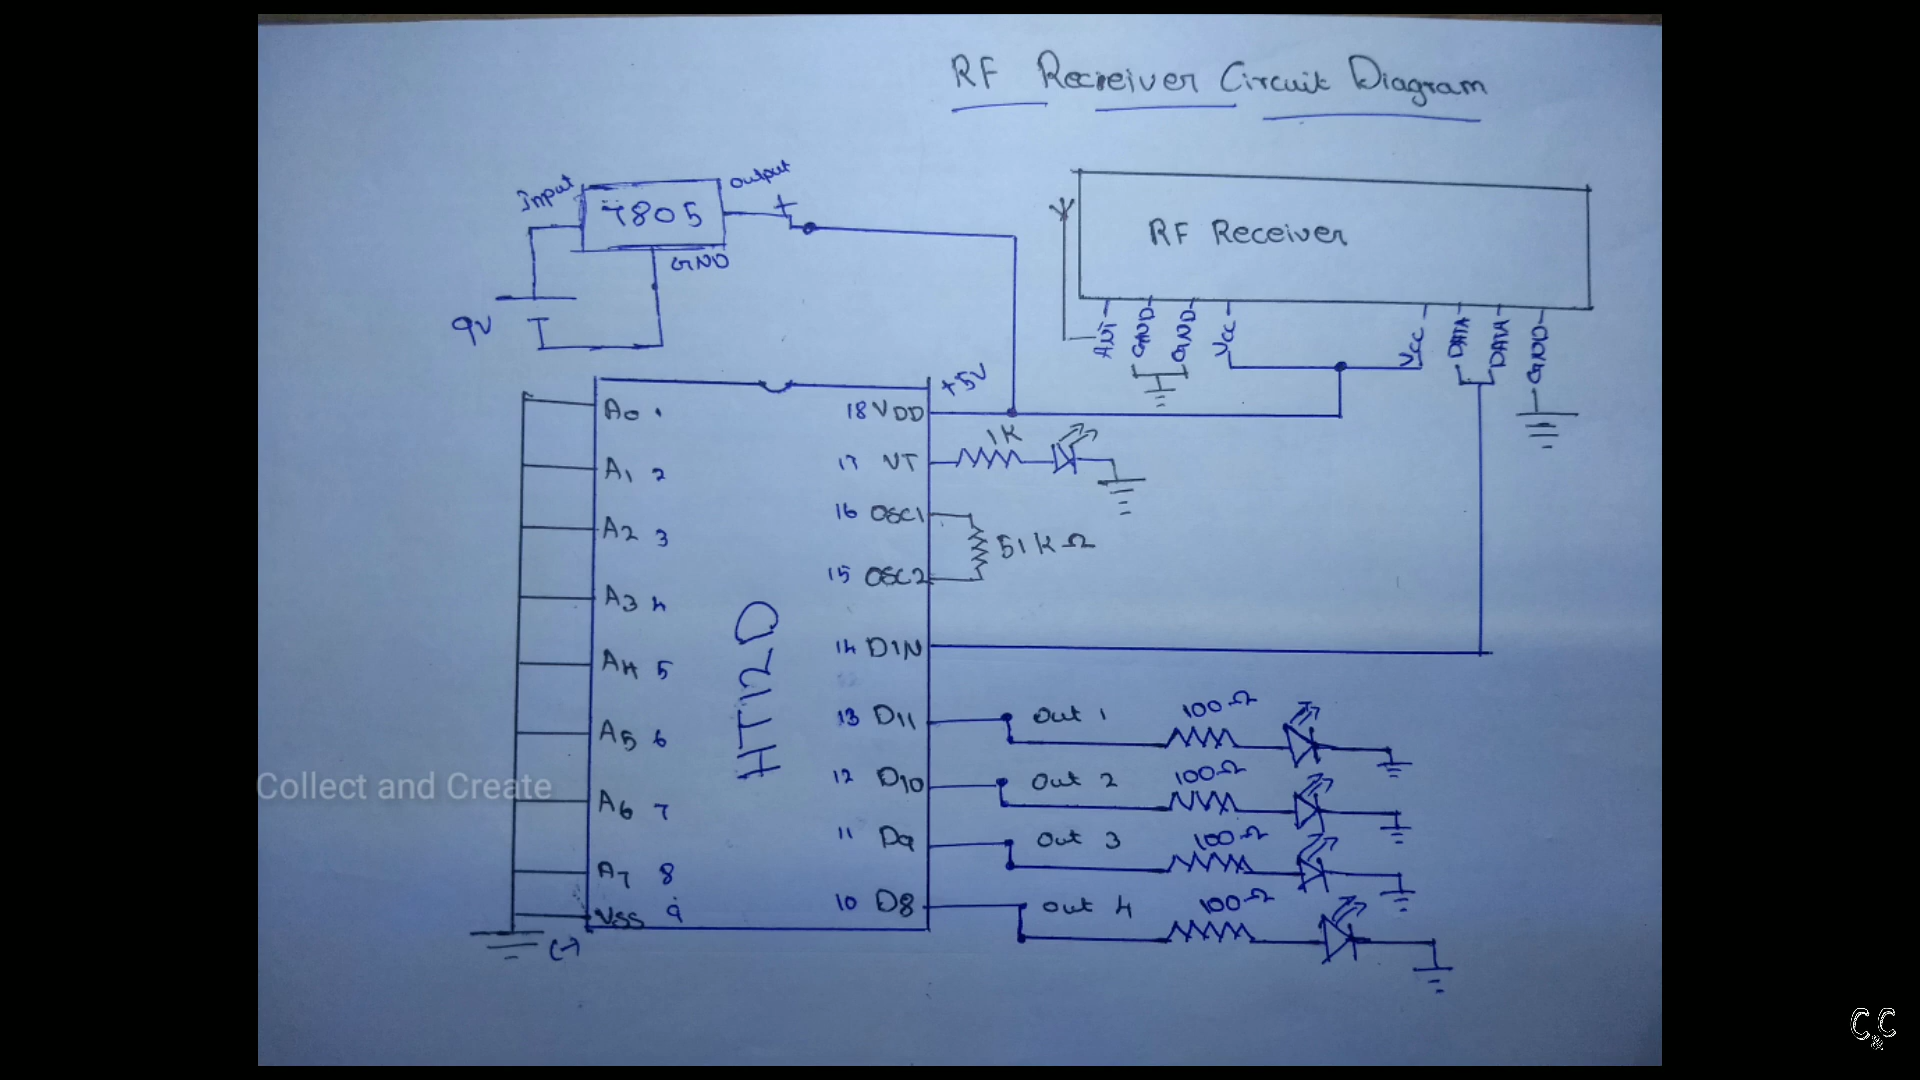 RF Receiver Circuit Diagram
Input
7805
output
+
GND
9V
RF Receiver
ANT
GND
GND
VCC
VCC
DATA
DATA
GND
+5V
A0 1
A1 2
A2 3
A3 4
A4 5
A5 6
A6 7
A7 8
VSS 9
(-)
HT12D
18 VDD
17 VT
1K
16 OSC1
51KΩ
15 OSC2
14 DIN
13 D11
out 1
100Ω
12 D10
Out 2
100Ω
11 D9
Out 3
100Ω
10 D8
out 4
100Ω
Collect and Create
C&C